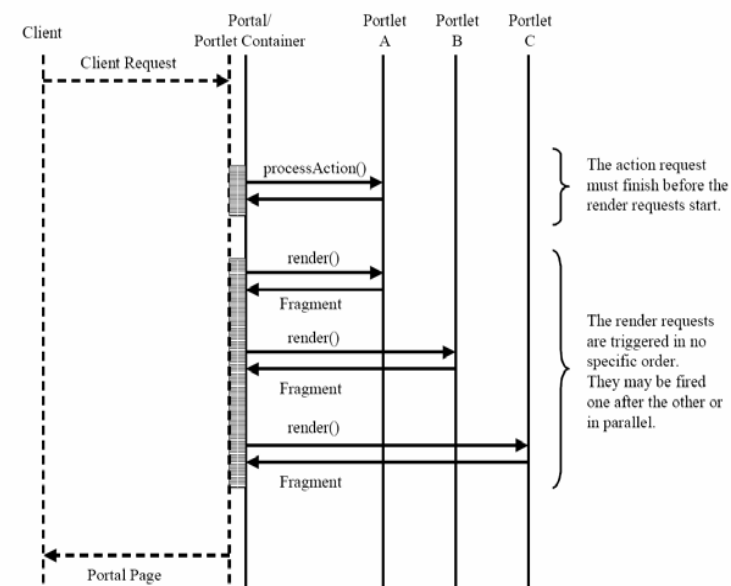 Client
Portal/
Portlet Container
Portlet
A
Portlet
B
Portlet
C
Client Request
processAction()
The action request
must finish before the
render requests start.
render()
Fragment
render()
Fragment
render()
Fragment
The render requests
are triggered in no
specific order.
They may be fired
one after the other or
in parallel.
Portal Page